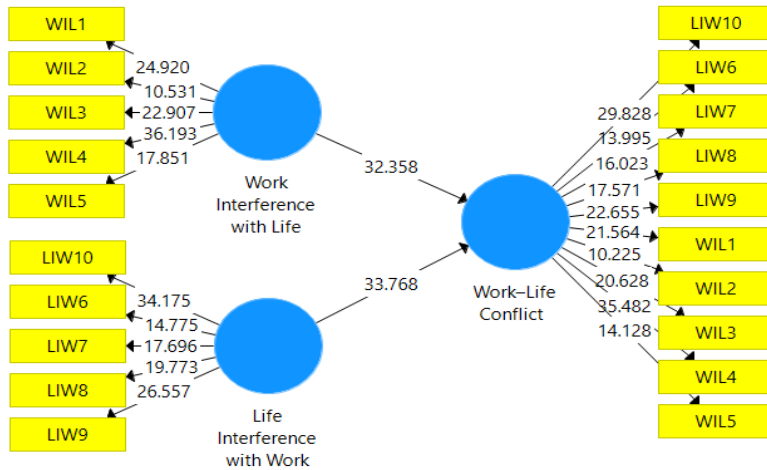 WIL1
WIL2
WIL3
WIL4
WIL5
24.920
10.531
22.907
36.193
17.851
Work
Interference
with Life
32.358
LIW10
LIW6
LIW7
LIW8
LIW9
34.175
14.775
17.696
19.773
26.557
Life
Interference
with Work
33.768
Work–Life
Conflict
29.828
13.995
16.023
17.571
22.655
21.564
10.225
20.628
35.482
14.128
LIW10
LIW6
LIW7
LIW8
LIW9
WIL1
WIL2
WIL3
WIL4
WIL5